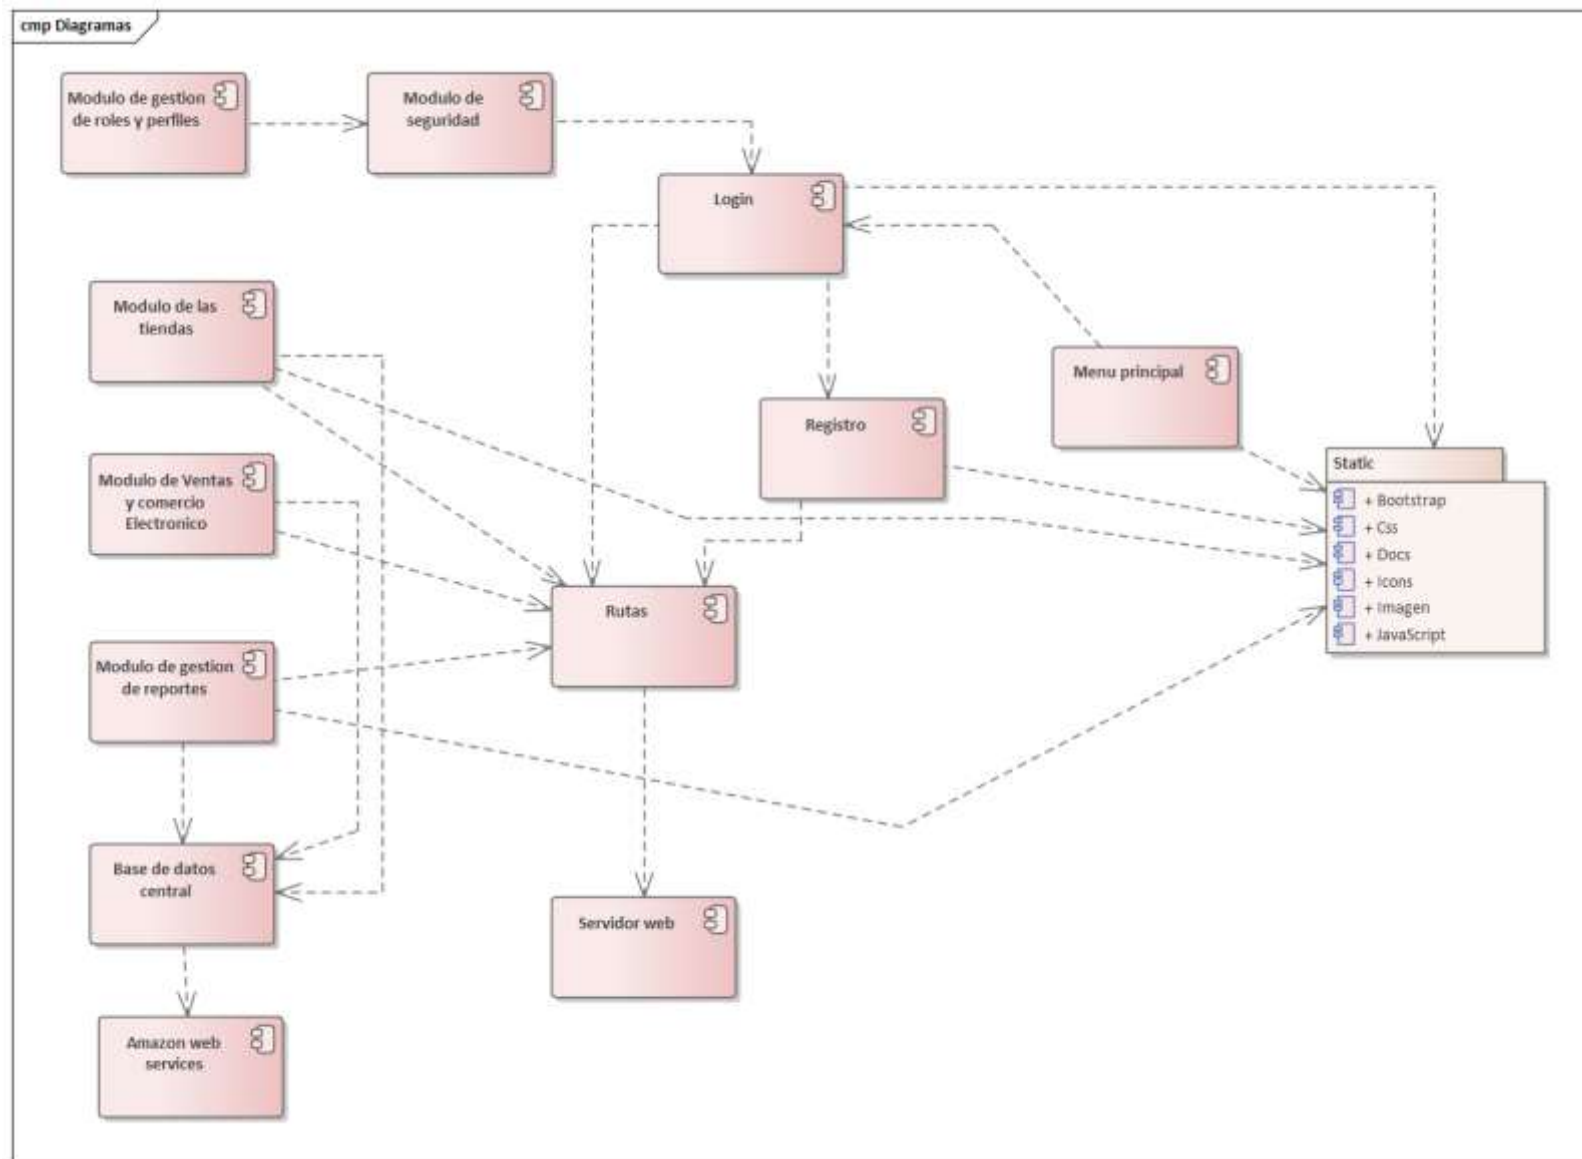 cmp Diagramas
Modulo de gestion
de roles y perfiles
Modulo de
seguridad
Login
Modulo de las
tiendas
Menu principal
Registro
Static
+ Bootstrap
+ Css
+ Docs
+ Icons
+ Imagen
+ JavaScript
Modulo de Ventas
y comercio
Electronico
Rutas
Modulo de gestion
de reportes
Base de datos
central
Servidor web
Amazon web
services